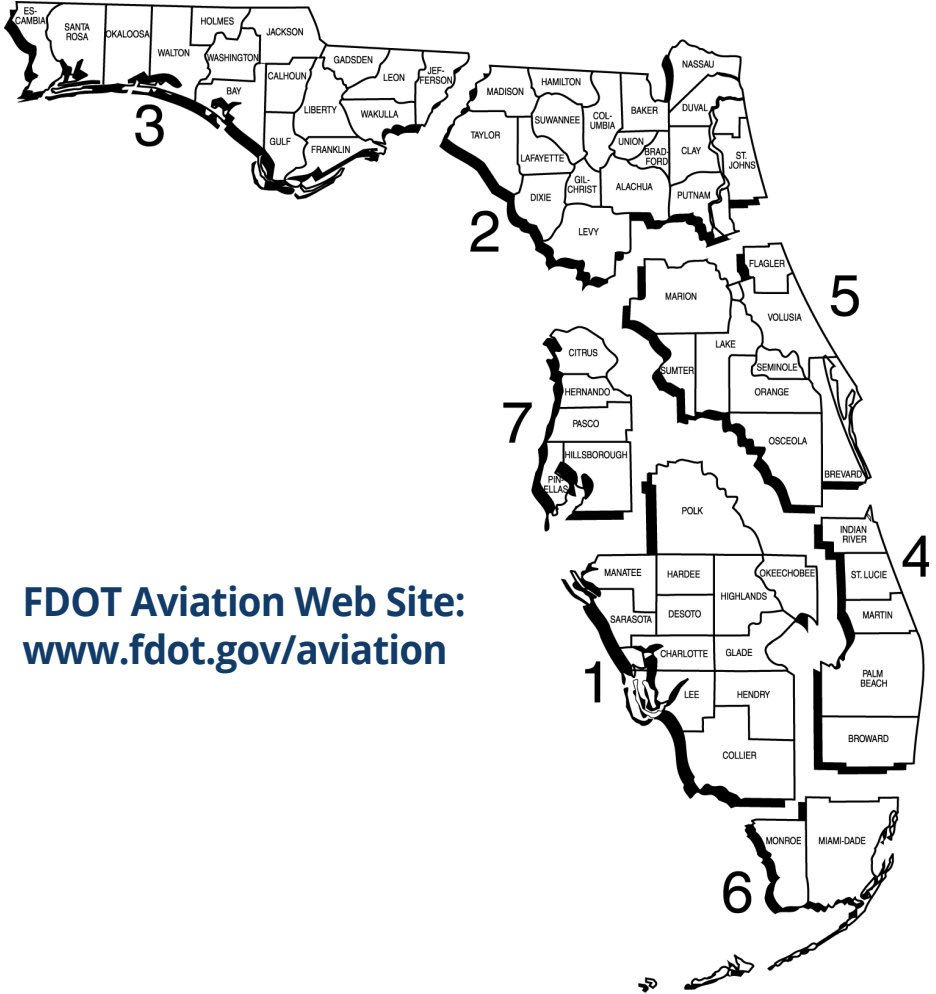 ES-
CAMBIA
SANTA
ROSA
OKALOOSA
WALTON
HOLMES
WASHINGTON
JACKSON
BAY
CALHOUN
GULF
LIBERTY
GADSDEN
FRANKLIN
LEON
WAKULLA
JEF-
FERSON
3
MADISON
TAYLOR
HAMILTON
SUWANNEE
LAFAYETTE
DIXIE
COL-
UMBIA
GIL-
CHRIST
LEVY
BAKER
UNION
BRAD-
FORD
ALACHUA
NASSAU
DUVAL
CLAY
PUTNAM
ST.
JOHNS
2
FLAGLER
MARION
VOLUSIA
LAKE
SUMTER
SEMINOLE
ORANGE
OSCEOLA
BREVARD
5
CITRUS
HERNANDO
PASCO
HILLSBOROUGH
PIN-
ELLAS
7
POLK
MANATEE
HARDEE
OKEECHOBEE
HIGHLANDS
SARASOTA
DESOTO
CHARLOTTE
GLADE
LEE
HENDRY
COLLIER
1
INDIAN
RIVER
ST. LUCIE
MARTIN
PALM
BEACH
BROWARD
4
MONROE
MIAMI-DADE
6
FDOT Aviation Web Site:
www.fdot.gov/aviation